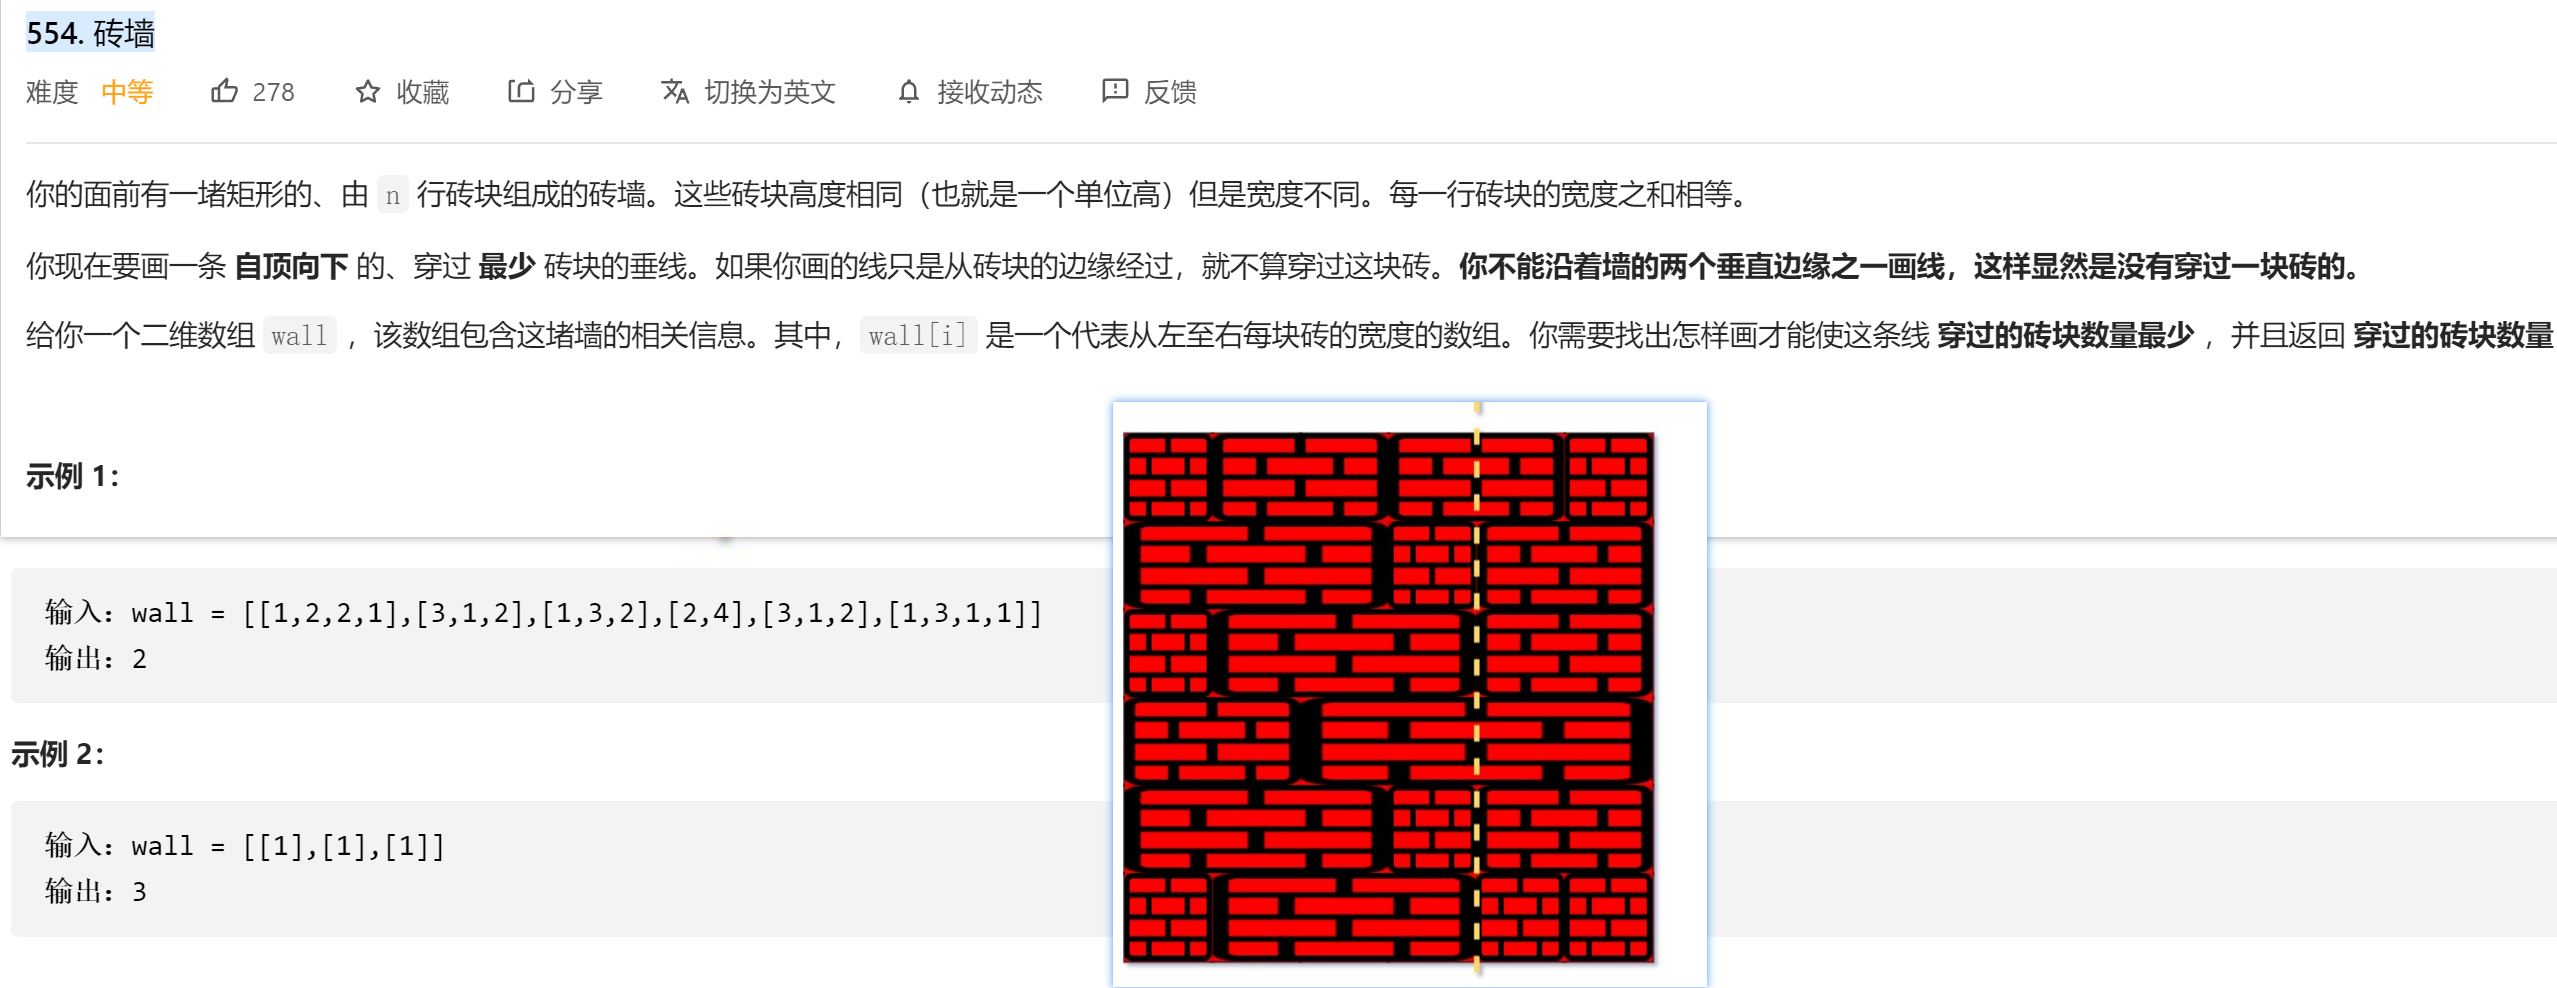 554. 砖墙
难度 中等 278 收藏 分享 切换为英文 接收动态 反馈
你的面前有一堵矩形的、由 n 行砖块组成的砖墙。这些砖块高度相同（也就是一个单位高）但是宽度不同。每一行砖块的宽度之和相等。
你现在要画一条 自顶向下 的、穿过 最少 砖块的垂线。如果你画的线只是从砖块的边缘经过，就不算穿过这块砖。你不能沿着墙的两个垂直边缘之一画线，这样显然是没有穿过一块砖的。
给你一个二维数组 wall ，该数组包含这堵墙的相关信息。其中，wall[i] 是一个代表从左至右每块砖的宽度的数组。你需要找出怎样画才能使这条线 穿过的砖块数量最少 ，并且返回 穿过的砖块数量
示例 1：
输入：wall = [[1,2,2,1],[3,1,2],[1,3,2],[2,4],[3,1,2],[1,3,1,1]]
输出：2
示例 2：
输入：wall = [[1],[1],[1]]
输出：3